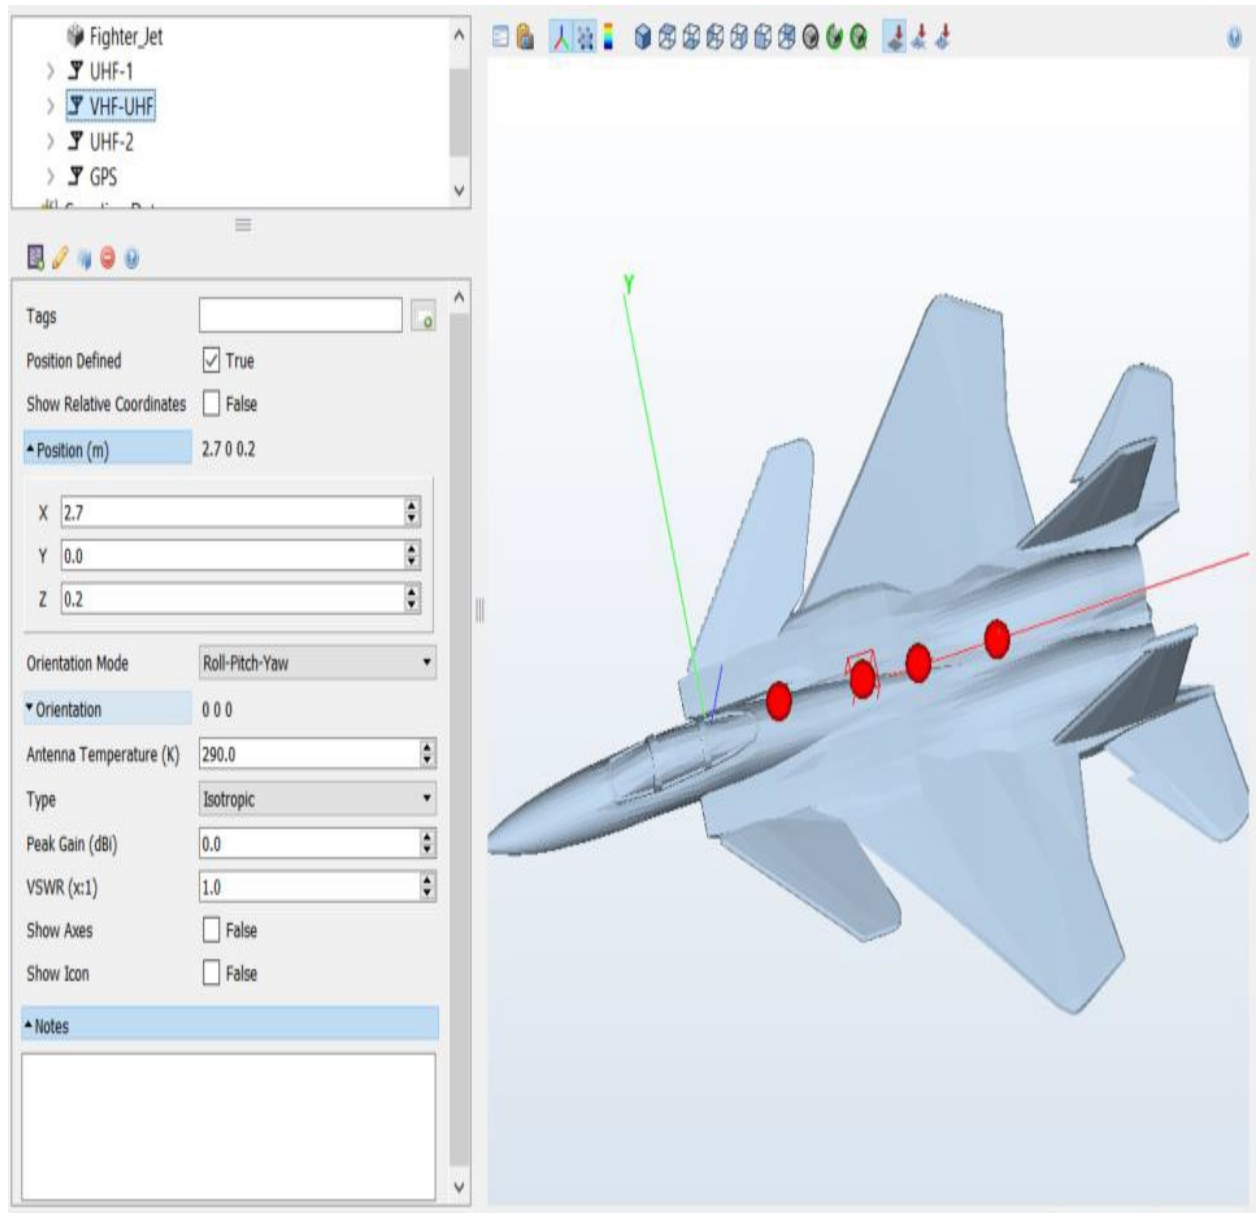 Fighter_Jet
UHF-1
VHF-UHF
UHF-2
GPS
Tags
Position Defined True
Show Relative Coordinates False
Position (m) 2.7 0 0.2
X 2.7
Y 0.0
Z 0.2
Orientation Mode Roll-Pitch-Yaw
Orientation 0 0 0
Antenna Temperature (K) 290.0
Type Isotropic
Peak Gain (dBi) 0.0
VSWR (x:1) 1.0
Show Axes False
Show Icon False
Notes
Y